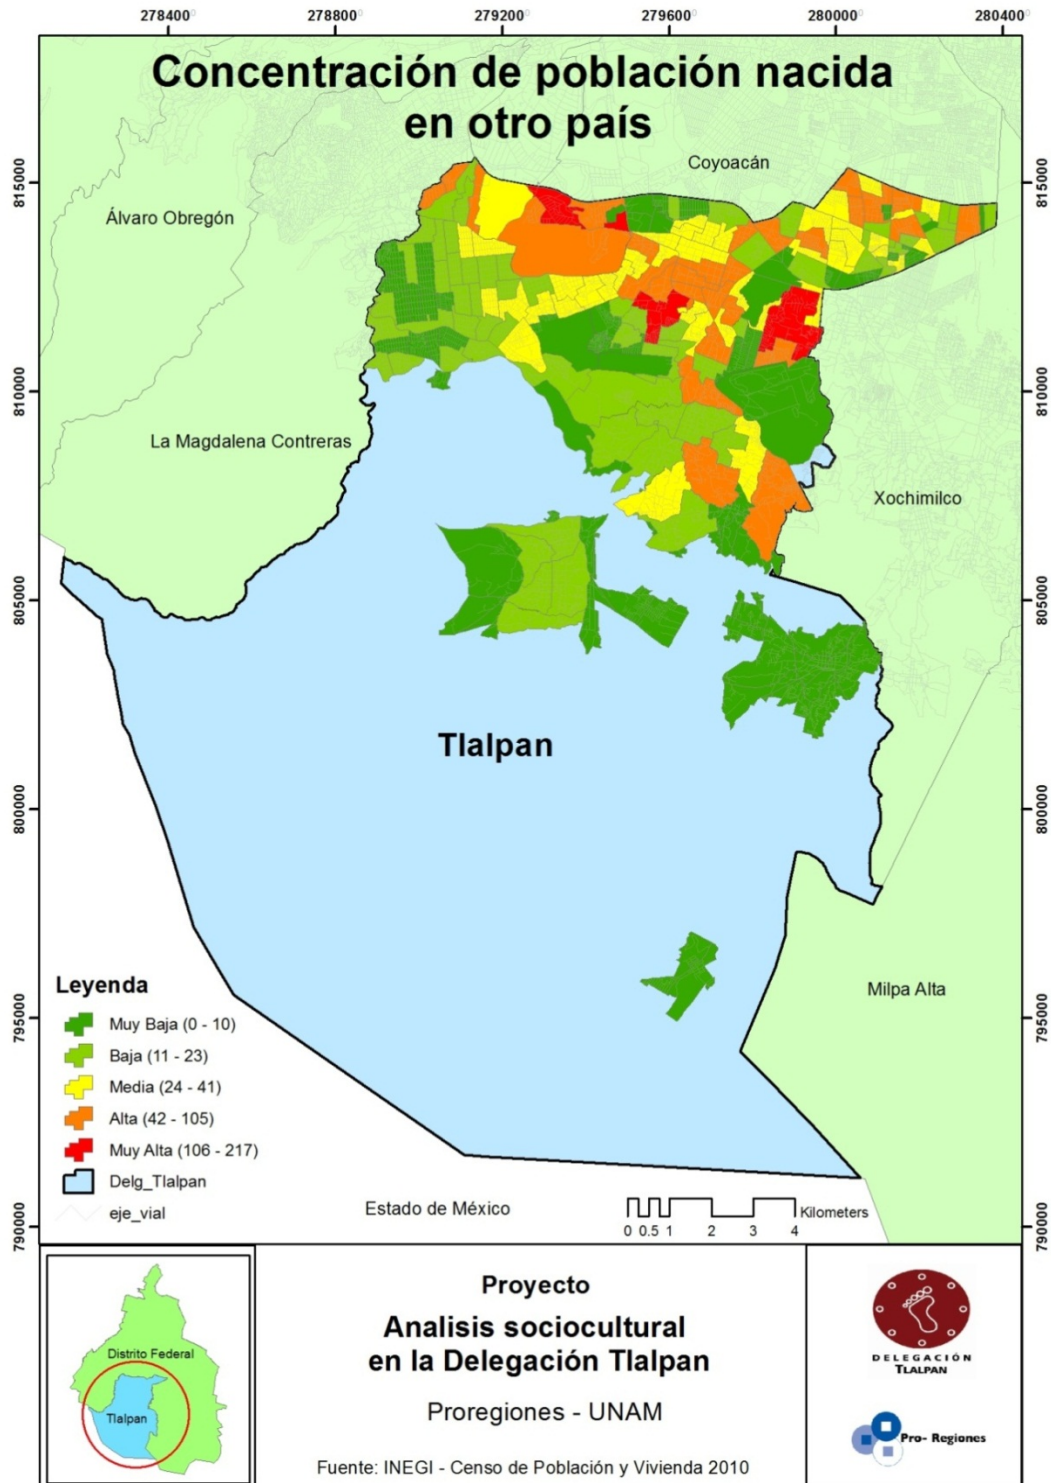 278400 278800 279200 279600 280000 280400
Concentración de población nacida
en otro país
Coyoacán
815000 815000
Álvaro Obregón
810000 810000
La Magdalena Contreras
Xochimilco
805000 805000
Tlalpan
800000 800000
Milpa Alta
795000 795000
Leyenda
Muy Baja (0 - 10)
Baja (11 - 23)
Media (24 - 41)
Alta (42 - 105)
Muy Alta (106 - 217)
Delg_Tlalpan
eje_vial
Estado de México
Kilometers
0 0.5 1 2 3 4
790000 790000
Distrito Federal
Tlalpan
Proyecto
Analisis sociocultural
en la Delegación Tlalpan
Proregiones - UNAM
Fuente: INEGI - Censo de Población y Vivienda 2010
DELEGACIÓN
TLALPAN
Pro- Regiones